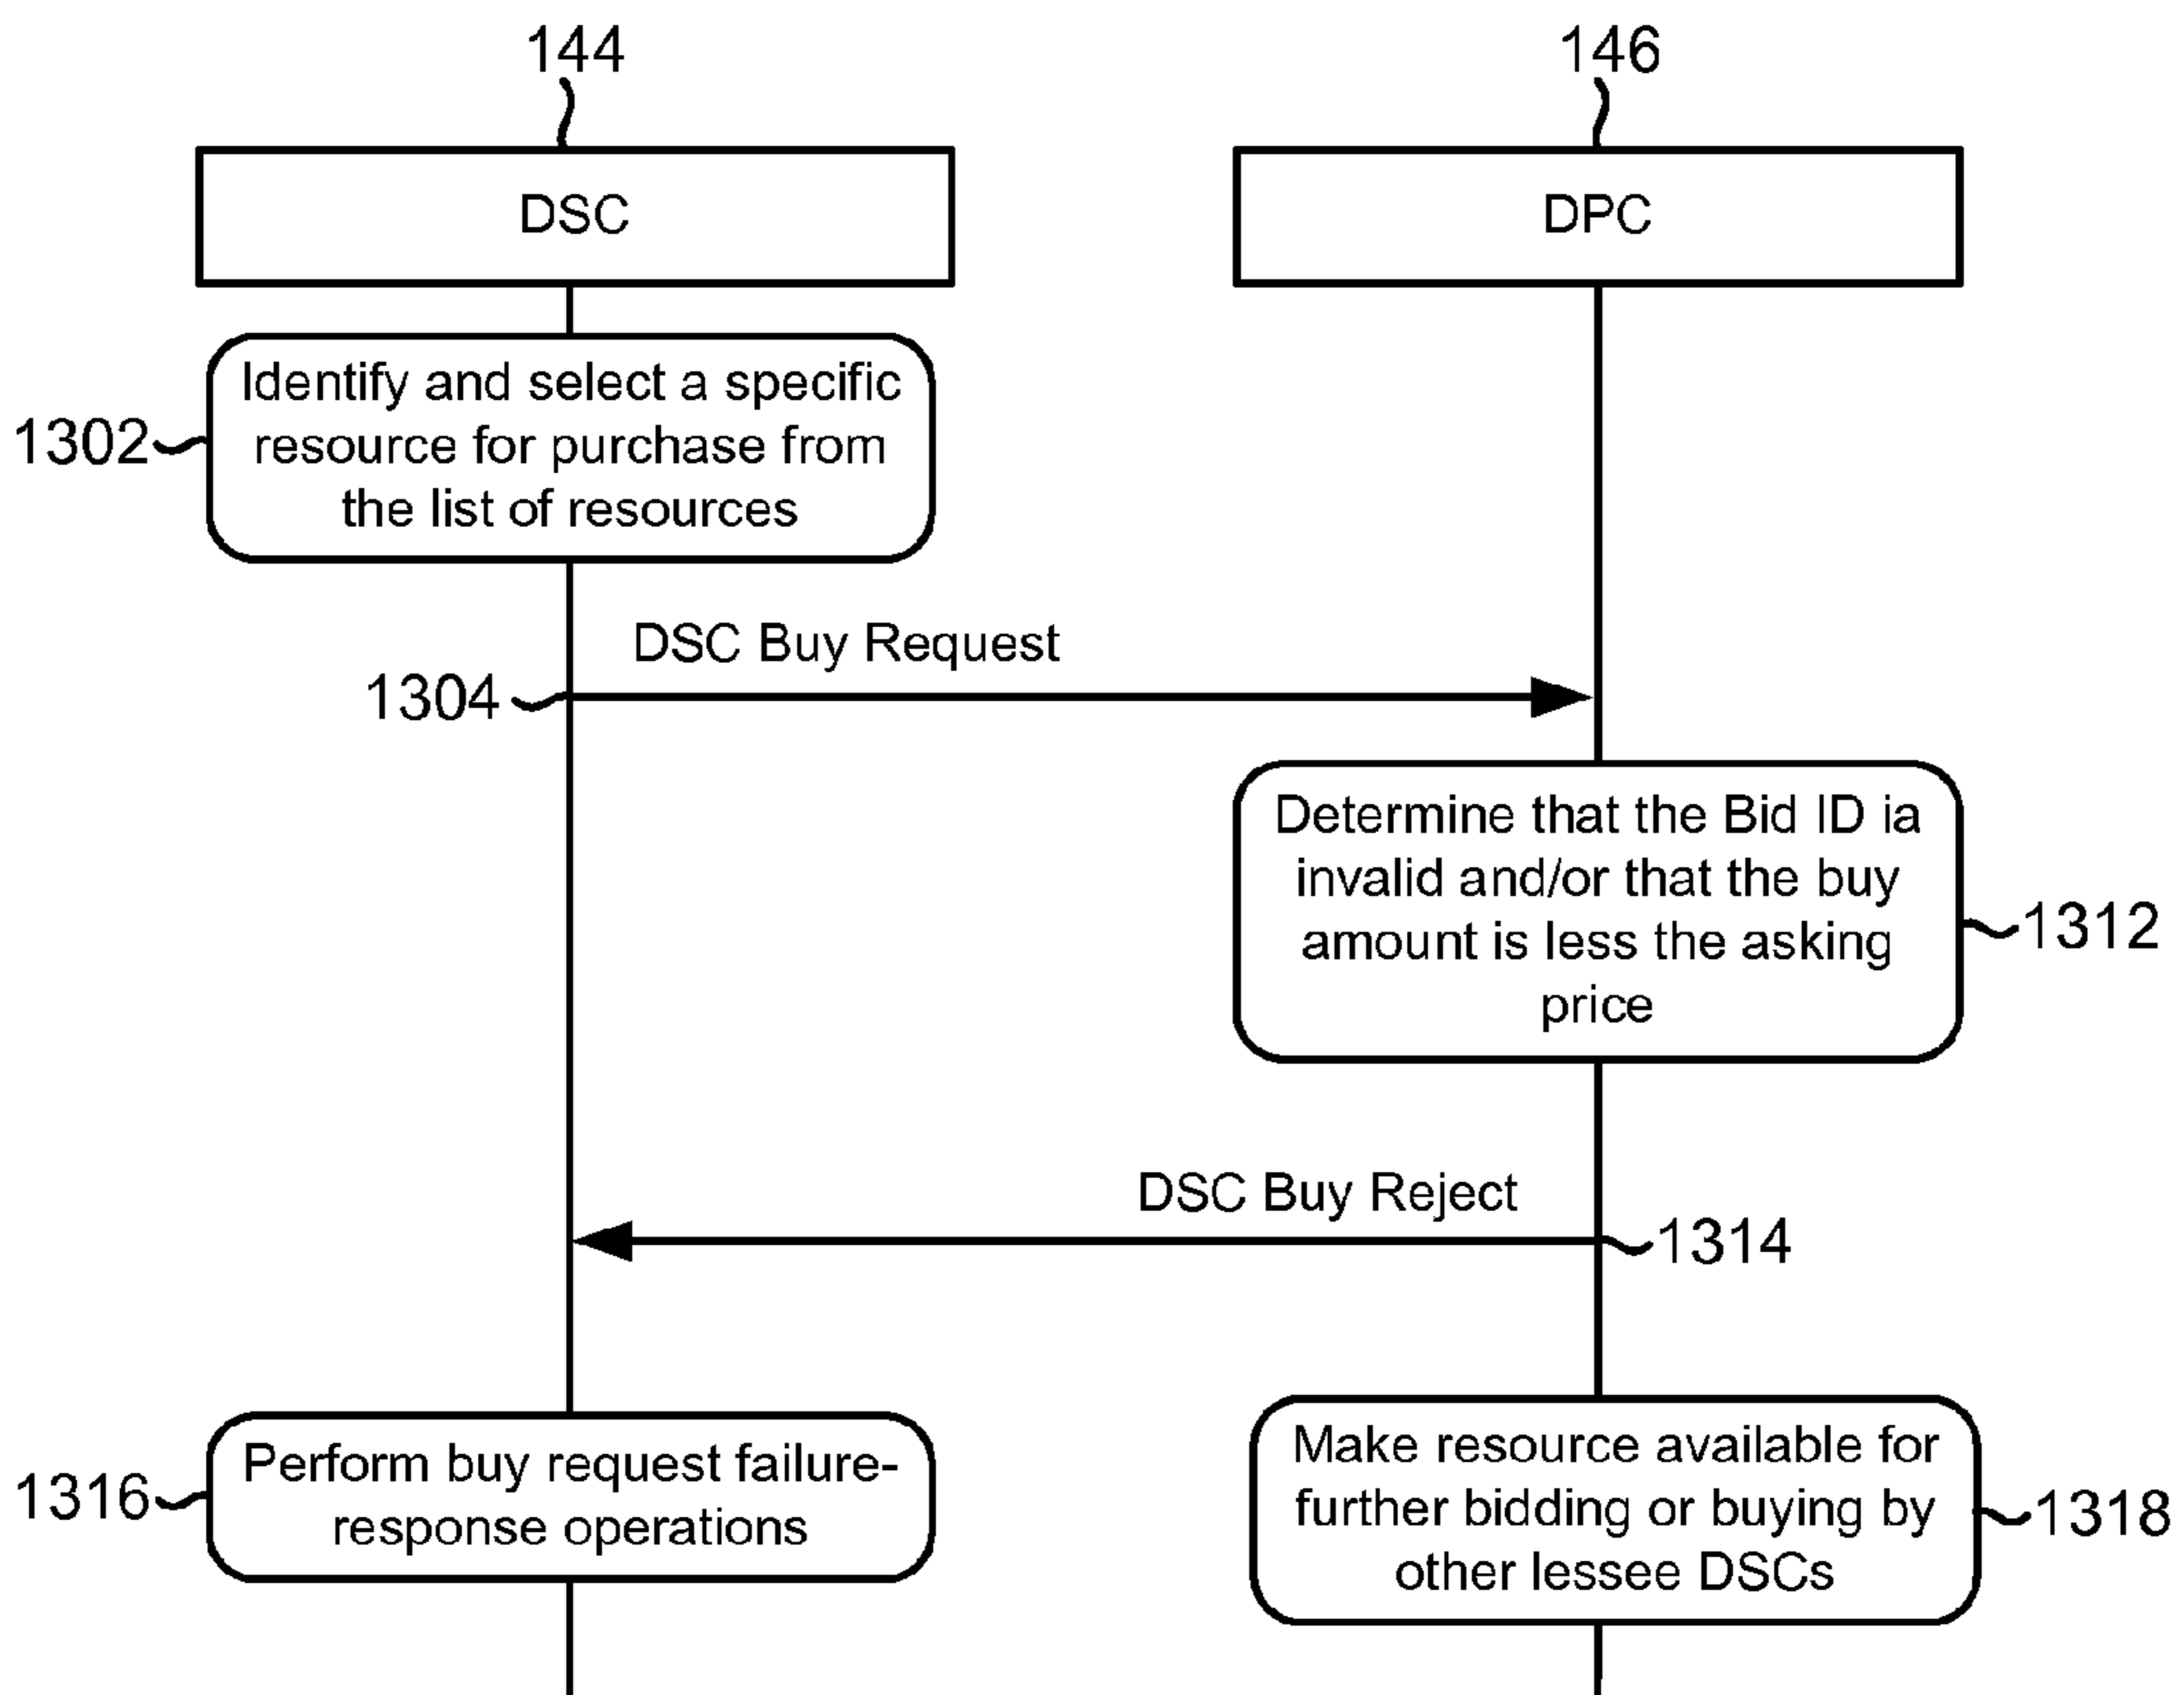 144
146
DSC
DPC
1302
Identify and select a specific
resource for purchase from
the list of resources
DSC Buy Request
1304
Determine that the Bid ID ia
invalid and/or that the buy
amount is less the asking
price
1312
DSC Buy Reject
1314
1316
Perform buy request failure-
response operations
Make resource available for
further bidding or buying by
other lessee DSCs
1318